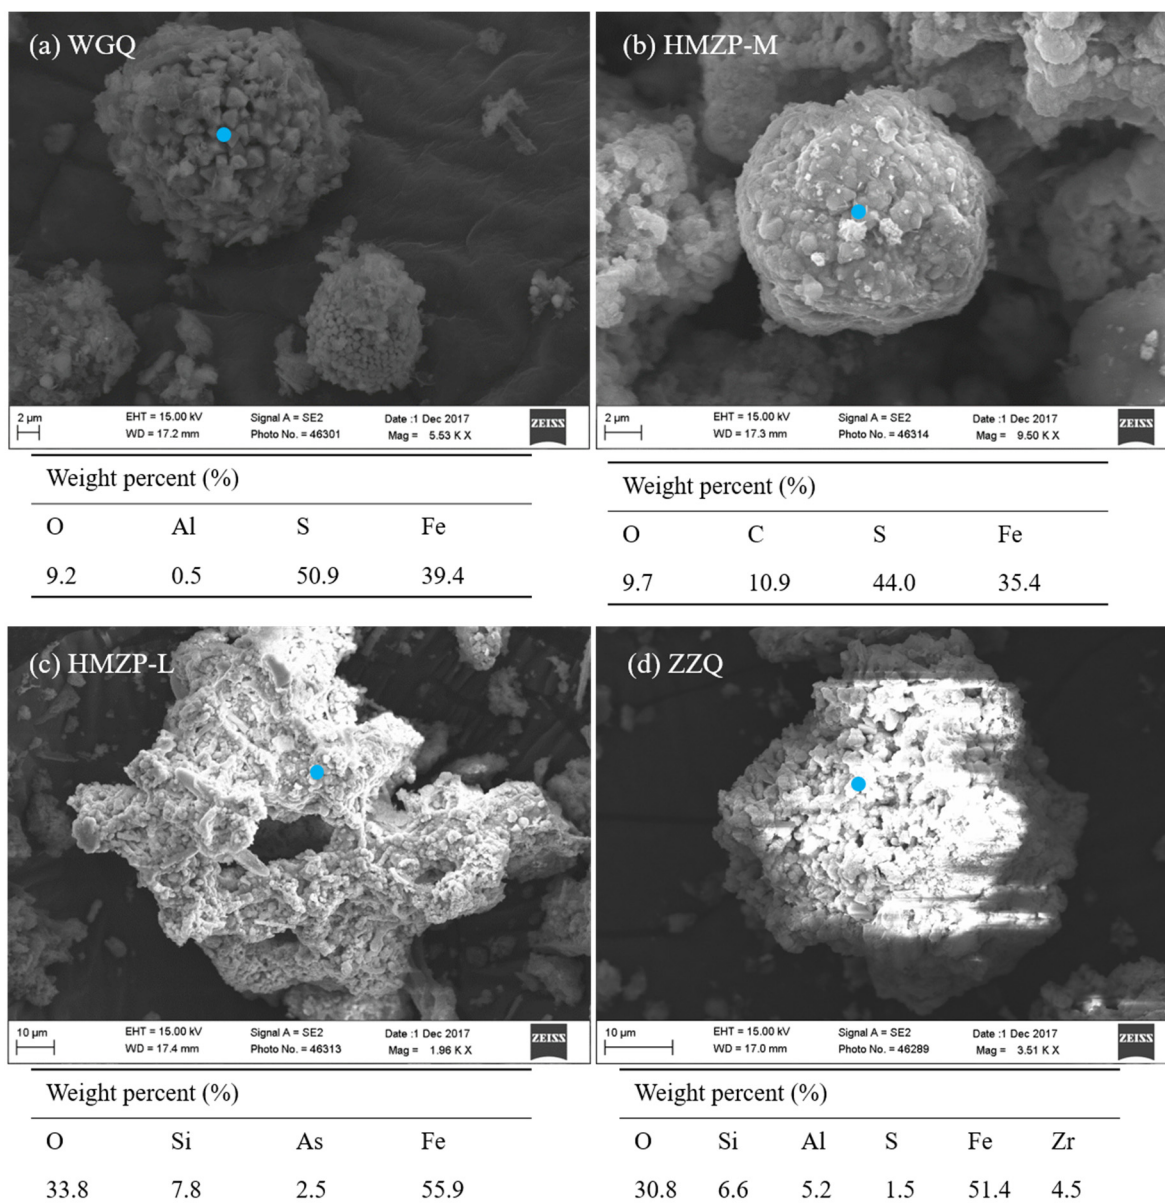 (a) WGQ
2 µm
EHT = 15.00 kV
Signal A = SE2
Date :1 Dec 2017
WD = 17.2 mm
Photo No. = 46301
Mag = 5.53 K X
ZEISS
Weight percent (%)
O Al S Fe
9.2 0.5 50.9 39.4
(b) HMZP-M
2 µm
EHT = 15.00 kV
Signal A = SE2
Date :1 Dec 2017
WD = 17.3 mm
Photo No. = 46314
Mag = 9.50 K X
ZEISS
Weight percent (%)
O C S Fe
9.7 10.9 44.0 35.4
(c) HMZP-L
10 µm
EHT = 15.00 kV
Signal A = SE2
Date :1 Dec 2017
WD = 17.4 mm
Photo No. = 46313
Mag = 1.96 K X
ZEISS
Weight percent (%)
O Si As Fe
33.8 7.8 2.5 55.9
(d) ZZQ
10 µm
EHT = 15.00 kV
Signal A = SE2
Date :1 Dec 2017
WD = 17.0 mm
Photo No. = 46289
Mag = 3.51 K X
ZEISS
Weight percent (%)
O Si Al S Fe Zr
30.8 6.6 5.2 1.5 51.4 4.5